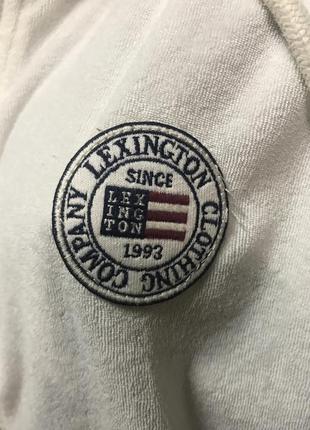 LEXINGTON CLOTHING COMPANY
SINCE
LEX
ING
TON
1993